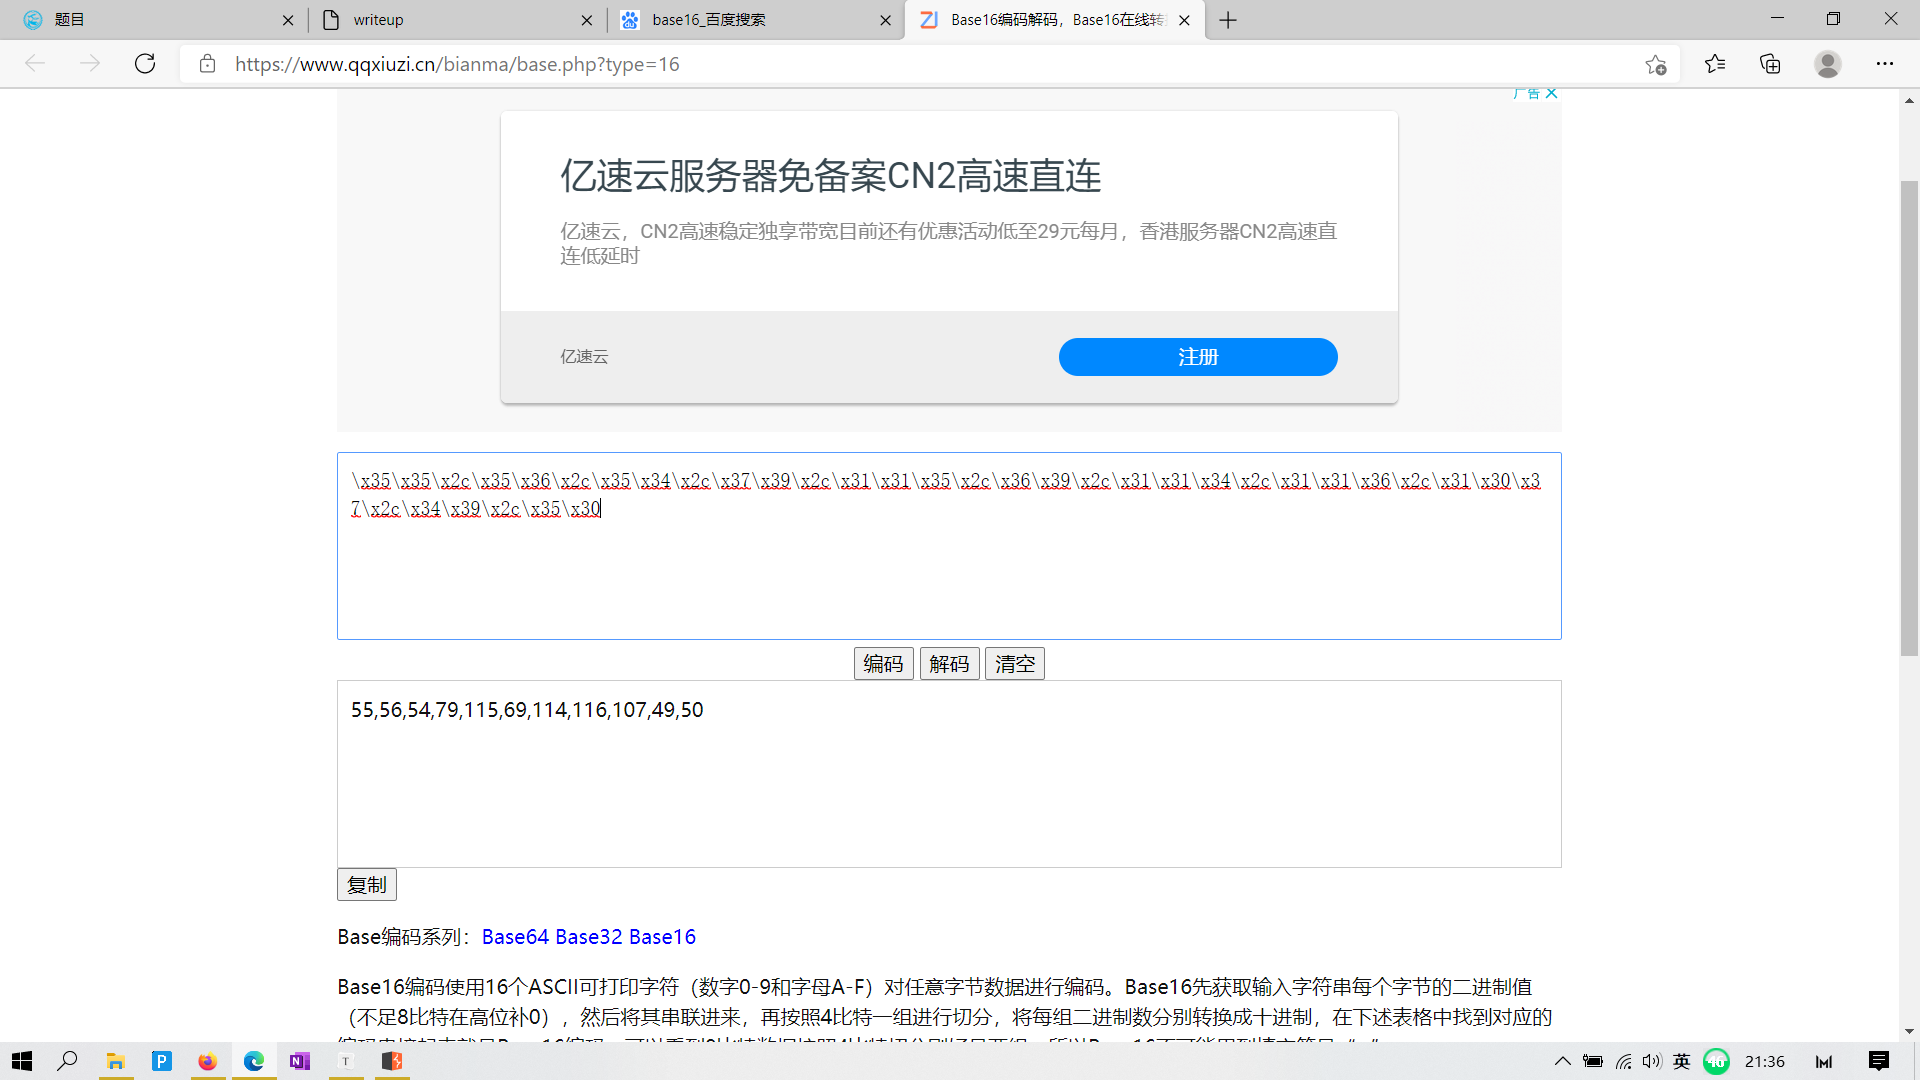 题目
writeup
base16_百度搜索
Base16编码解码，Base16在线转
https://www.qqxiuzi.cn/bianma/base.php?type=16
广告
亿速云服务器免备案CN2高速直连
亿速云，CN2高速稳定独享带宽目前还有优惠活动低至29元每月，香港服务器CN2高速直
连低延时
亿速云
注册
\x35\x35\x2c\x35\x36\x2c\x35\x34\x2c\x37\x39\x2c\x31\x31\x35\x2c\x36\x39\x2c\x31\x31\x34\x2c\x31\x31\x36\x2c\x31\x30\x3
7\x2c\x34\x39\x2c\x35\x30
编码 解码 清空
55,56,54,79,115,69,114,116,107,49,50
复制
Base编码系列：Base64 Base32 Base16
Base16编码使用16个ASCII可打印字符（数字0-9和字母A-F）对任意字节数据进行编码。Base16先获取输入字符串每个字节的二进制值
（不足8比特在高位补0），然后将其串联进来，再按照4比特一组进行切分，将每组二进制数分别转换成十进制，在下述表格中找到对应的
英
46
21:36